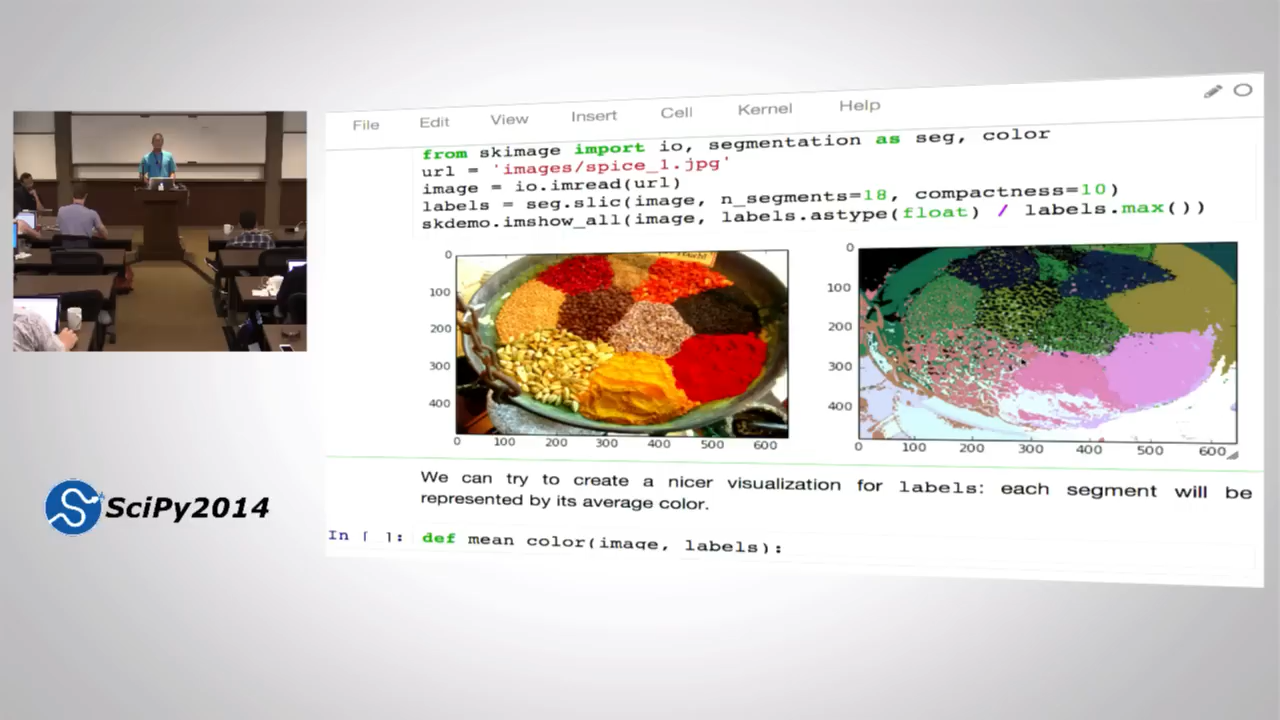 File Edit View Insert Cell Kernel Help
from skimage import io, segmentation as seg, color
url = 'images/spice_1.jpg'
image = io.imread(url)
labels = seg.slic(image, n_segments=18, compactness=10)
skdemo.imshow_all(image, labels.astype(float) / labels.max())
0
100
200
300
400
0 100 200 300 400 500 600
0
100
200
300
400
0 100 200 300 400 500 600
We can try to create a nicer visualization for labels: each segment will be
represented by its average color.
In [ ]: def mean color(image, labels):
SciPy2014